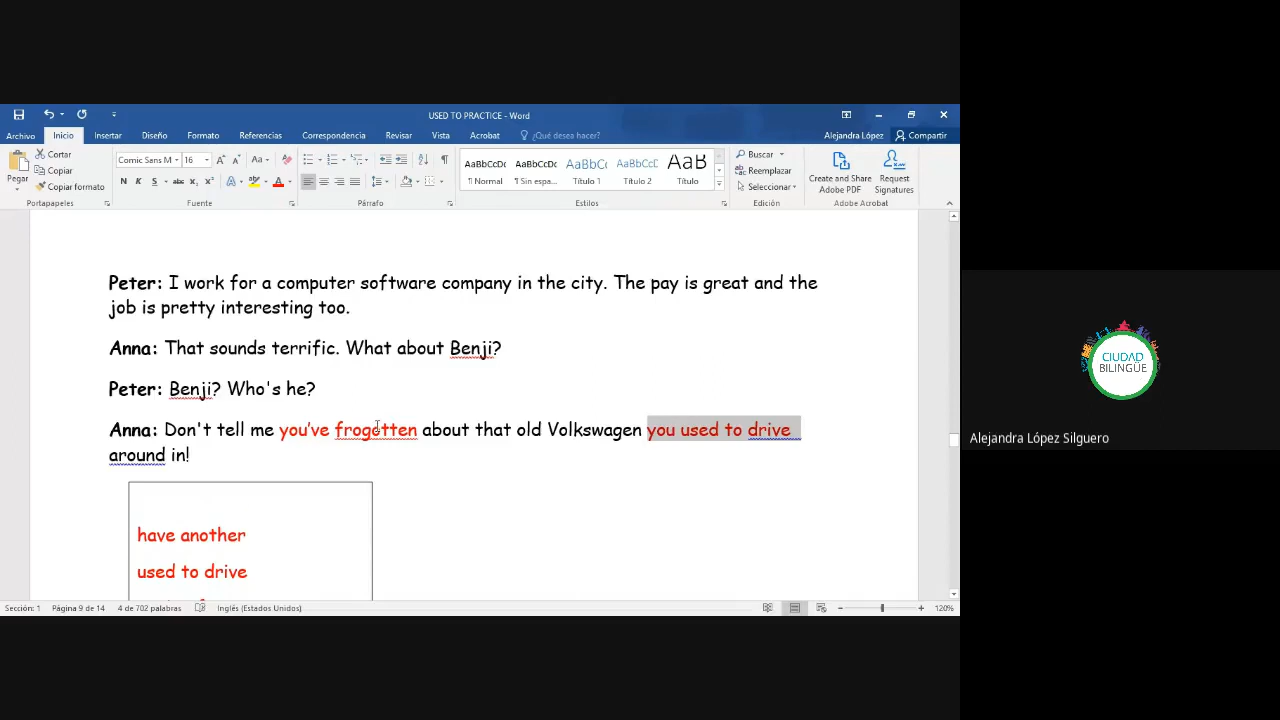 USED TO PRACTICE - Word
Archivo Inicio Insertar Diseño Formato Referencias Correspondencia Revisar Vista Acrobat ¿Qué desea hacer? Alejandra López Compartir
Pegar
Cortar
Copiar
Copiar formato
Portapapeles
Comic Sans M 16 Aa
N K S abc x₂ x² A A
Fuente
Párrafo
AaBbCcDc AaBbCcDc AaBbCc AaBbCcC AaB
¶ Normal ¶ Sin espa... Título 1 Título 2 Título
Estilos
Buscar
Reemplazar
Seleccionar
Edición
Create and Share Adobe PDF
Request Signatures
Adobe Acrobat
Peter: I work for a computer software company in the city. The pay is great and the
job is pretty interesting too.
Anna: That sounds terrific. What about Benji?
Peter: Benji? Who's he?
Anna: Don't tell me you've frogetten about that old Volkswagen you used to drive
around in!
have another
used to drive
Sección: 1 Página 9 de 14 4 de 702 palabras Inglés (Estados Unidos) 120%
CIUDAD
BILINGÜE
Alejandra López Silguero